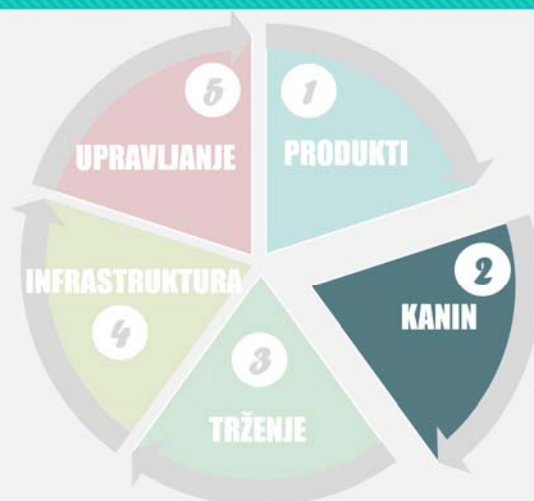 5
UPRAVLJANJE
1
PRODUKTI
2
KANIN
3
TRŽENJE
INFRASTRUKTURA
4